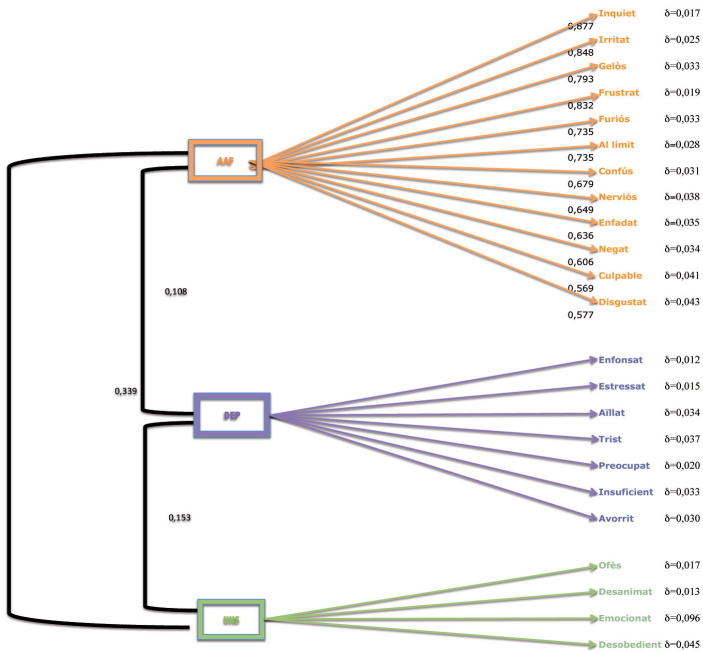 Inquiet δ=0,017
0,877
Irritat δ=0,025
0,848
Gelòs δ=0,033
0,793
Frustrat δ=0,019
0,832
Furiós δ=0,033
0,735
Al límit δ=0,028
0,735
AAF
Confús δ=0,031
0,679
Nerviós δ=0,038
0,649
Enfadat δ=0,035
0,636
Negat δ=0,034
0,606
Culpable δ=0,041
0,569
0,108
Disgustat δ=0,043
0,577
Enfonsat δ=0,012
Estressat δ=0,015
0,339
Aïllat δ=0,034
DEP
Trist δ=0,037
Preocupat δ=0,020
Insuficient δ=0,033
0,153
Avorrit δ=0,030
Ofès δ=0,017
Desanimat δ=0,013
Emocionat δ=0,096
Desobedient δ=0,045